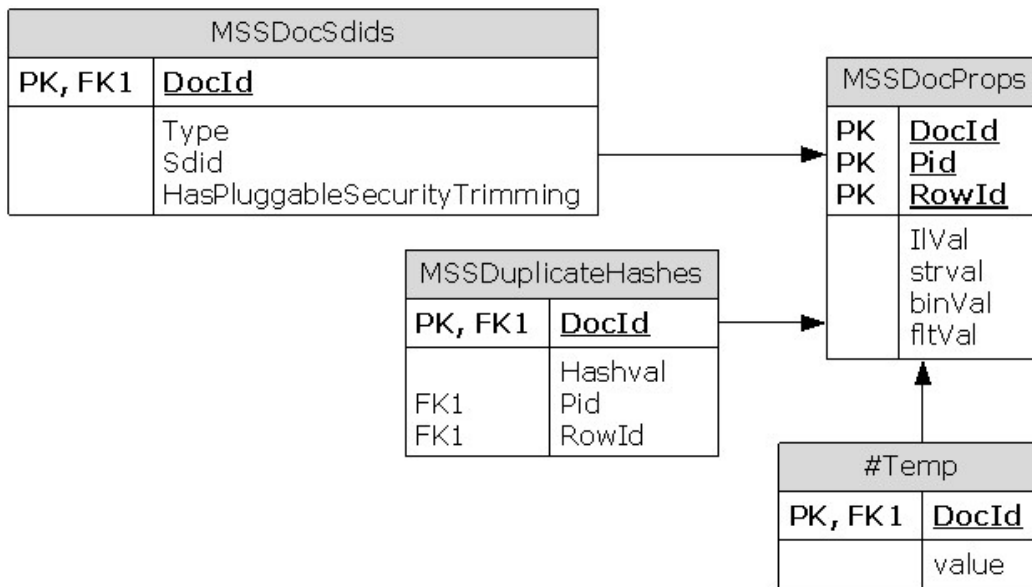 MSSDocSdids
PK, FK1 DocId
Type
Sdid
HasPluggableSecurityTrimming
MSSDocProps
PK DocId
PK Pid
PK RowId
IlVal
strval
binVal
fltVal
MSSDuplicateHashes
PK, FK1 DocId
Hashval
FK1 Pid
FK1 RowId
#Temp
PK, FK1 DocId
value